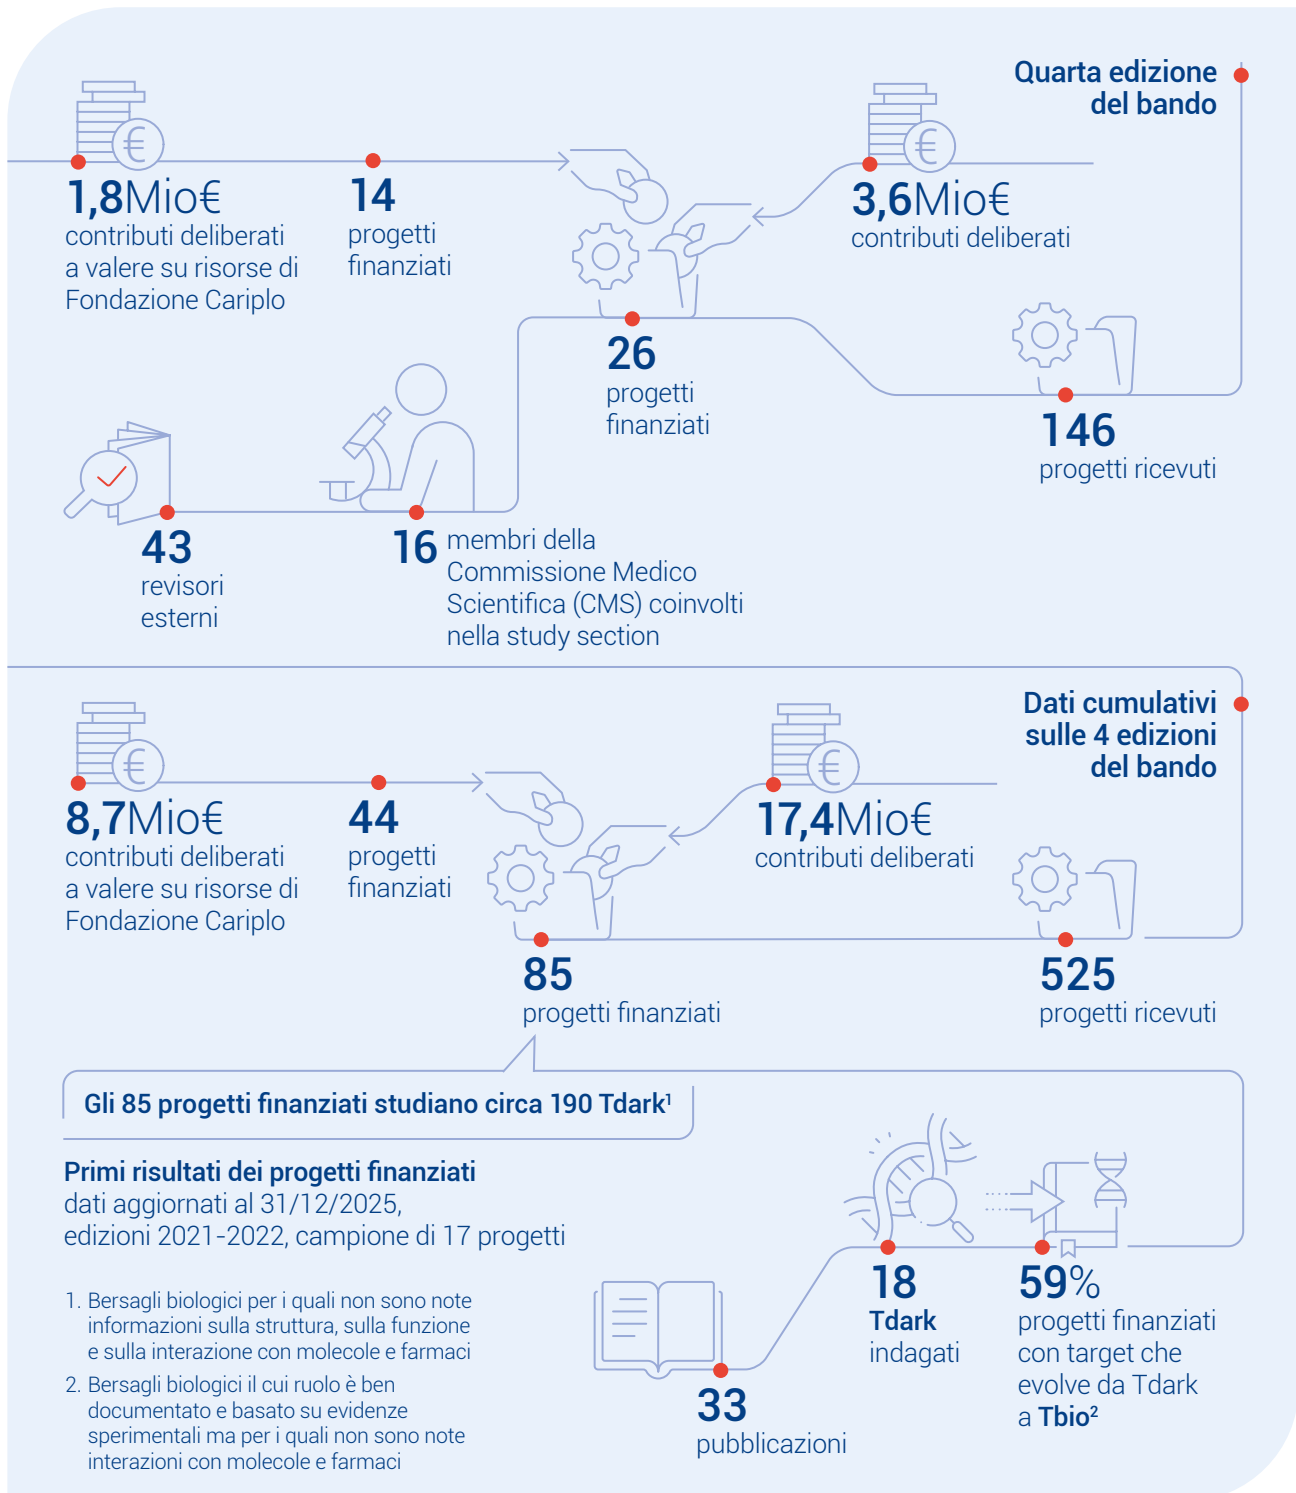 Quarta edizione
del bando
146
progetti ricevuti
3,6Mio€
contributi deliberati
26
progetti
finanziati
14
progetti
finanziati
1,8Mio€
contributi deliberati
a valere su risorse di
Fondazione Cariplo
16
membri della
Commissione Medico
Scientifica (CMS) coinvolti
nella study section
43
revisori
esterni
Dati cumulativi
sulle 4 edizioni
del bando
525
progetti ricevuti
17,4Mio€
contributi deliberati
85
progetti finanziati
44
progetti
finanziati
8,7Mio€
contributi deliberati
a valere su risorse di
Fondazione Cariplo
Gli 85 progetti finanziati studiano circa 190 Tdark¹
Primi risultati dei progetti finanziati
dati aggiornati al 31/12/2025,
edizioni 2021-2022, campione di 17 progetti
59%
progetti finanziati
con target che
evolve da Tdark
a Tbio²
18
Tdark
indagati
33
pubblicazioni
1. Bersagli biologici per i quali non sono note
informazioni sulla struttura, sulla funzione
e sulla interazione con molecole e farmaci
2. Bersagli biologici il cui ruolo è ben
documentato e basato su evidenze
sperimentali ma per i quali non sono note
interazioni con molecole e farmaci
€
€
€
€